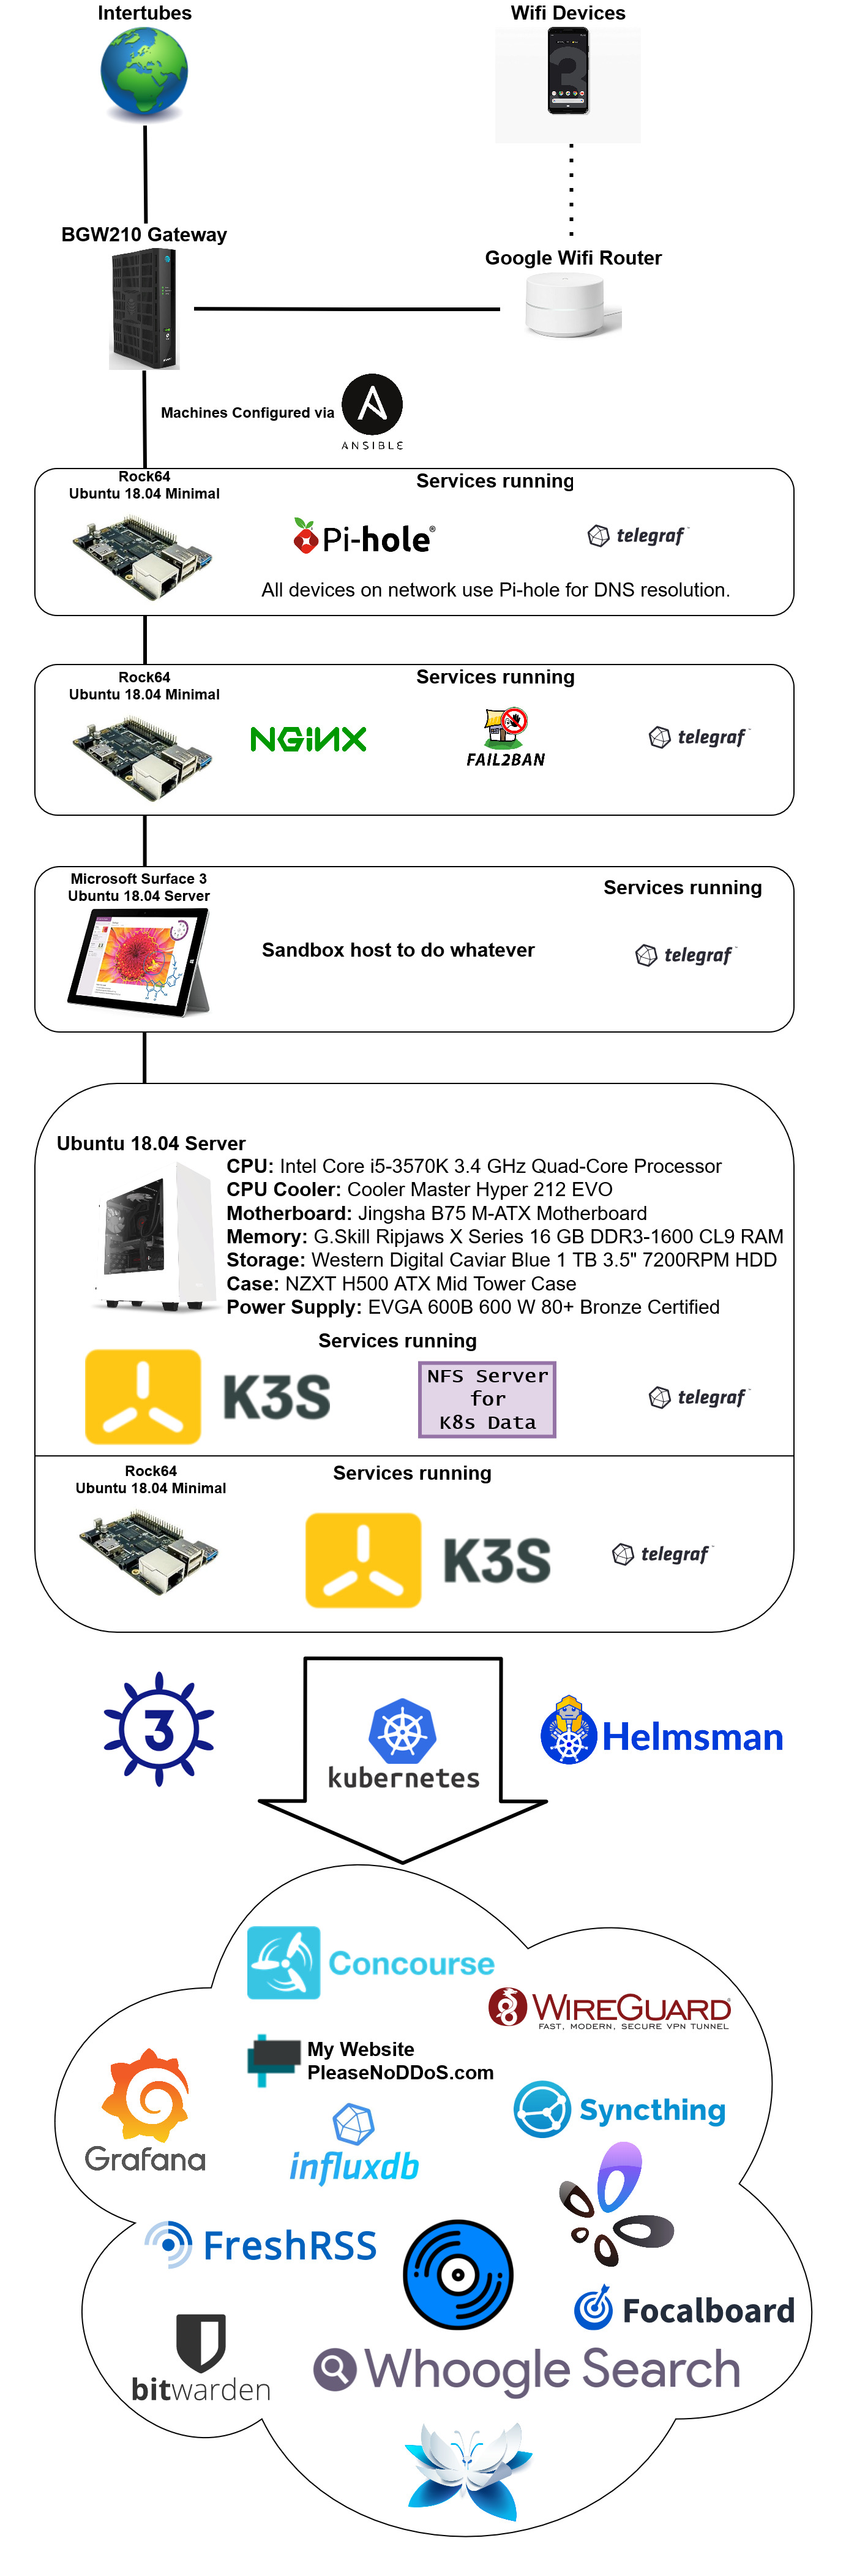 Intertubes
Wifi Devices
BGW210 Gateway
Google Wifi Router
Machines Configured via
ANSIBLE
Rock64
Ubuntu 18.04 Minimal
Services running
Pi-hole®
telegraf™
All devices on network use Pi-hole for DNS resolution.
Rock64
Ubuntu 18.04 Minimal
Services running
NGiNX
FAIL2BAN
telegraf™
Microsoft Surface 3
Ubuntu 18.04 Server
Services running
Sandbox host to do whatever
telegraf™
Ubuntu 18.04 Server
CPU: Intel Core i5-3570K 3.4 GHz Quad-Core Processor
CPU Cooler: Cooler Master Hyper 212 EVO
Motherboard: Jingsha B75 M-ATX Motherboard
Memory: G.Skill Ripjaws X Series 16 GB DDR3-1600 CL9 RAM
Storage: Western Digital Caviar Blue 1 TB 3.5" 7200RPM HDD
Case: NZXT H500 ATX Mid Tower Case
Power Supply: EVGA 600B 600 W 80+ Bronze Certified
Services running
K3S
NFS Server
for
K8s Data
telegraf™
Rock64
Ubuntu 18.04 Minimal
Services running
K3S
telegraf™
3
kubernetes
Helmsman
Concourse
WIREGUARD
FAST, MODERN, SECURE VPN TUNNEL
My Website
PleaseNoDDoS.com
Grafana
Syncthing
influxdb
FreshRSS
Focalboard
bitwarden
Whoogle Search